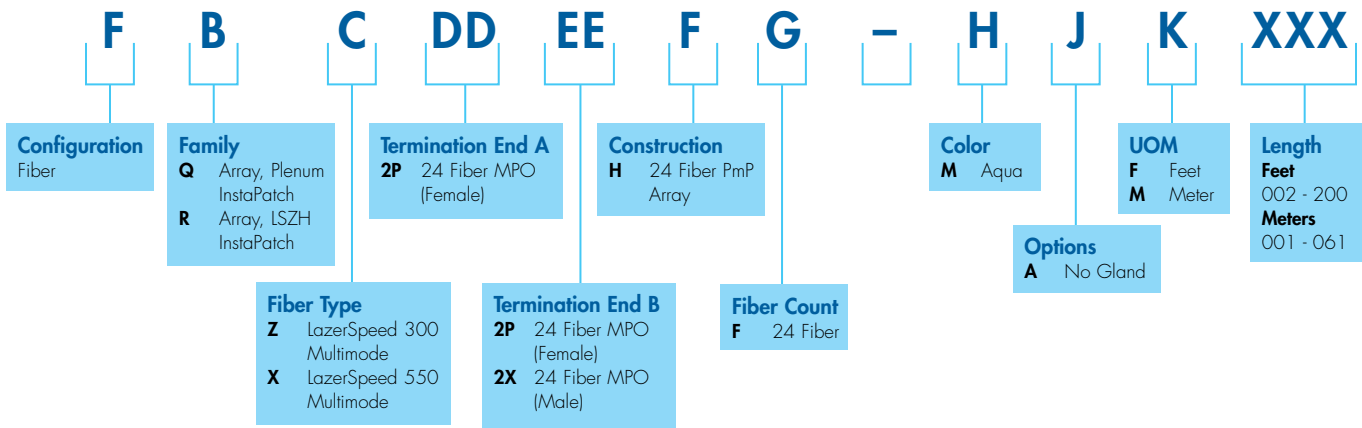 F B C DD EE F G – H J K XXX
Configuration
Fiber
Family
Q Array, Plenum
InstaPatch
R Array, LSZH
InstaPatch
Fiber Type
Z LazerSpeed 300
Multimode
X LazerSpeed 550
Multimode
Termination End A
2P 24 Fiber MPO
(Female)
Termination End B
2P 24 Fiber MPO
(Female)
2X 24 Fiber MPO
(Male)
Construction
H 24 Fiber PmP
Array
Fiber Count
F 24 Fiber
Color
M Aqua
Options
A No Gland
UOM
F Feet
M Meter
Length
Feet
002 - 200
Meters
001 - 061